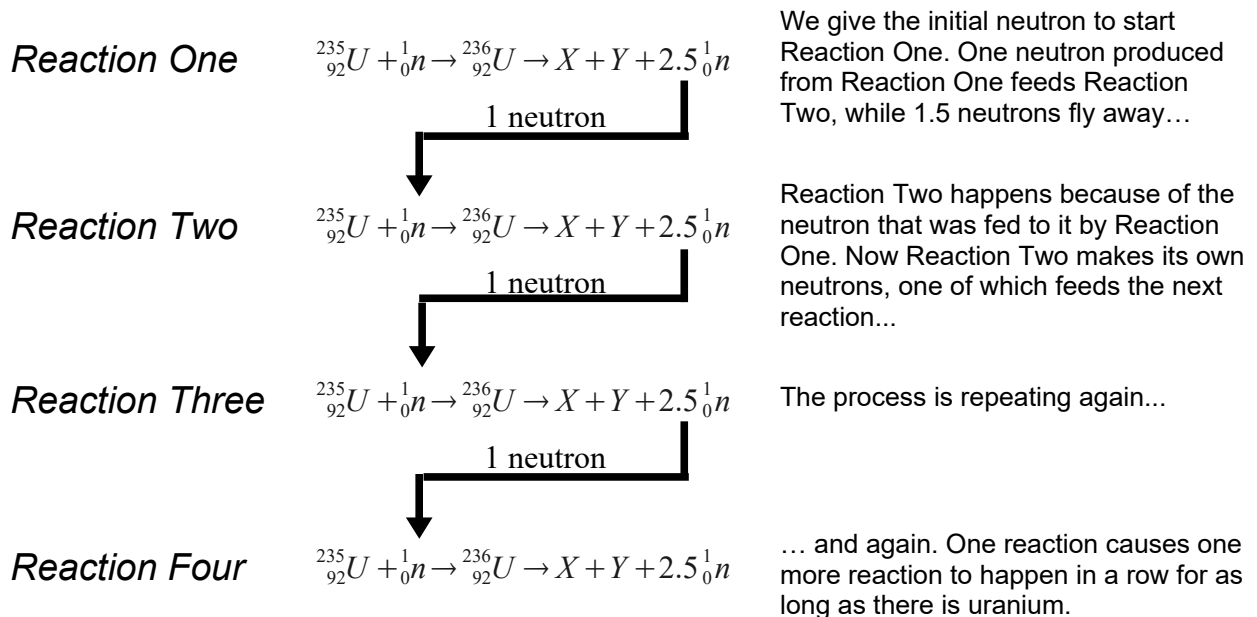 Reaction One
²³⁵₉₂U + ¹₀n → ²³⁶₉₂U → X + Y + 2.5 ¹₀n
We give the initial neutron to start
Reaction One. One neutron produced
from Reaction One feeds Reaction
Two, while 1.5 neutrons fly away…
1 neutron
Reaction Two
²³⁵₉₂U + ¹₀n → ²³⁶₉₂U → X + Y + 2.5 ¹₀n
Reaction Two happens because of the
neutron that was fed to it by Reaction
One. Now Reaction Two makes its own
neutrons, one of which feeds the next
reaction...
1 neutron
Reaction Three
²³⁵₉₂U + ¹₀n → ²³⁶₉₂U → X + Y + 2.5 ¹₀n
The process is repeating again...
1 neutron
Reaction Four
²³⁵₉₂U + ¹₀n → ²³⁶₉₂U → X + Y + 2.5 ¹₀n
… and again. One reaction causes one
more reaction to happen in a row for as
long as there is uranium.